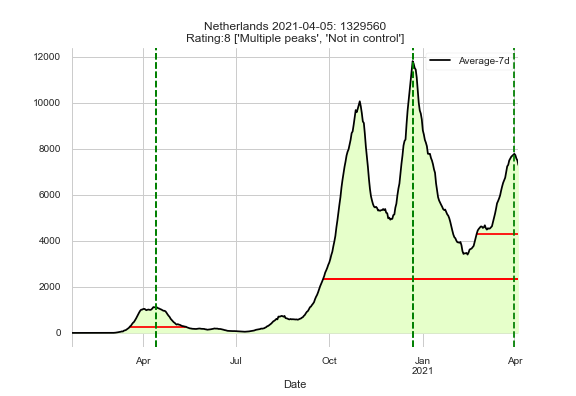 Netherlands 2021-04-05: 1329560
Rating:8 ['Multiple peaks', 'Not in control']
Average-7d
12000
10000
8000
6000
4000
2000
0
Apr Jul Oct Jan Apr
2021
Date